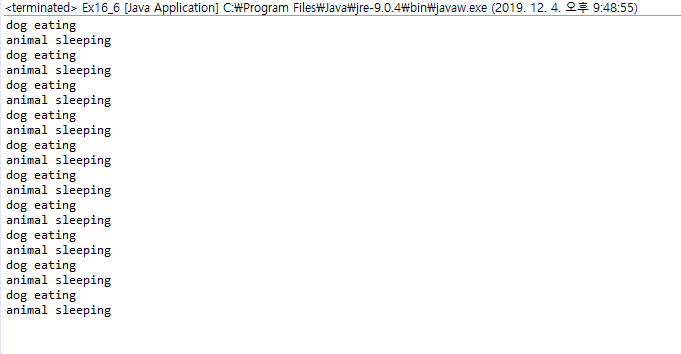 <terminated> Ex16_6 [Java Application] C:₩Program Files₩Java₩jre-9.0.4₩bin₩javaw.exe (2019. 12. 4. 오후 9:48:55)
dog eating
animal sleeping
dog eating
animal sleeping
dog eating
animal sleeping
dog eating
animal sleeping
dog eating
animal sleeping
dog eating
animal sleeping
dog eating
animal sleeping
dog eating
animal sleeping
dog eating
animal sleeping
dog eating
animal sleeping